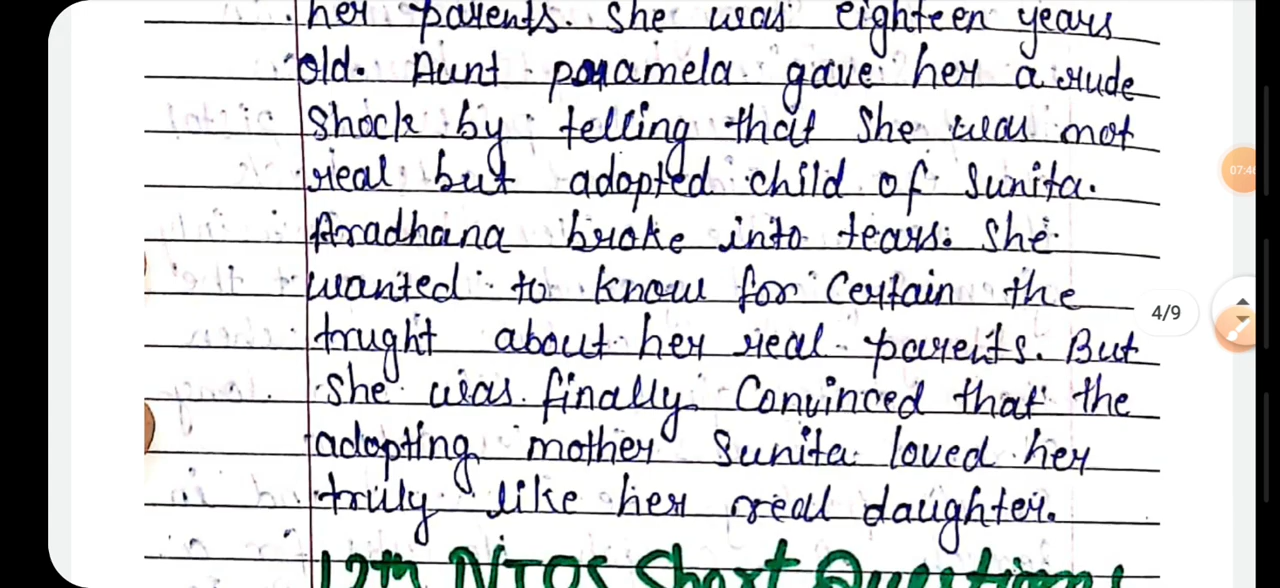 her parents. She was eighteen years
old. Aunt pamela gave her a rude
shock by telling that She was not
real but adopted child of Sunita.
Aradhana broke into tears. She
wanted to know for Certain the
trught about her real parents. But
She was finally Convinced that the
adopting mother Sunita loved her
truly like her real daughter.
12th NIOS Short Questions
4/9